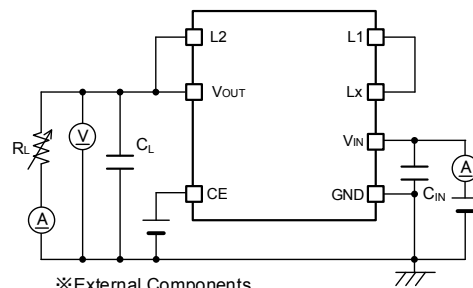 L2 L1
VOUT Lx
RL V CL VIN A
CE GND CIN
A
※External Components